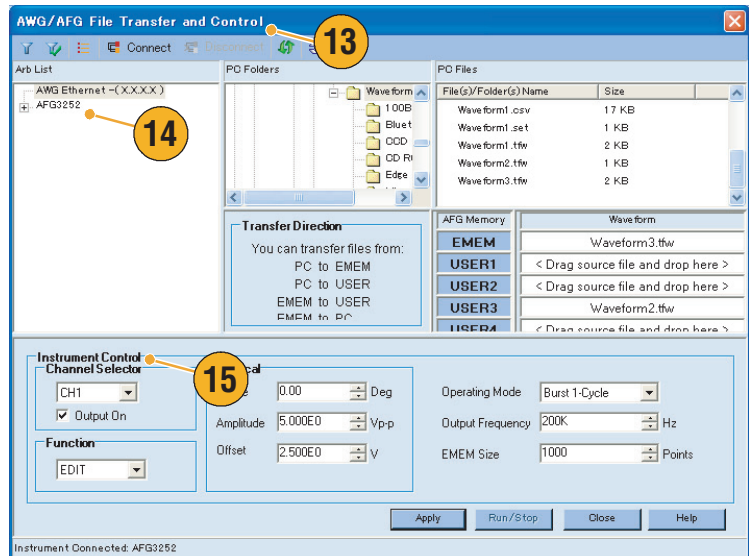 AWG/AFG File Transfer and Control
13
Connect
Disconnect
Arb List
PC Folders
PC Files
AWG Ethernet -(X.X.X.X )
AFG3252
14
Waveform
100B
Bluet
CCD
CD R
Edge
File(s)/Folder(s) Name
Size
Waveform1.csv
17 KB
Waveform1.set
1 KB
Waveform1.tfw
2 KB
Waveform2.tfw
1 KB
Waveform3.tfw
2 KB
Transfer Direction
You can transfer files from:
PC to EMEM
PC to USER
EMEM to USER
EMEM to PC
AFG Memory
Waveform
EMEM
Waveform3.tfw
USER1
< Drag source file and drop here >
USER2
< Drag source file and drop here >
USER3
Waveform2.tfw
USER4
< Drag source file and drop here >
Instrument Control
15
Channel Selector
CH1
Output On
Function
EDIT
cal
e
0.00
Deg
Amplitude
5.000E0
Vp-p
Offset
2.500E0
V
Operating Mode
Burst 1-Cycle
Output Frequency
200K
Hz
EMEM Size
1000
Points
Apply
Run/Stop
Close
Help
Instrument Connected: AFG3252